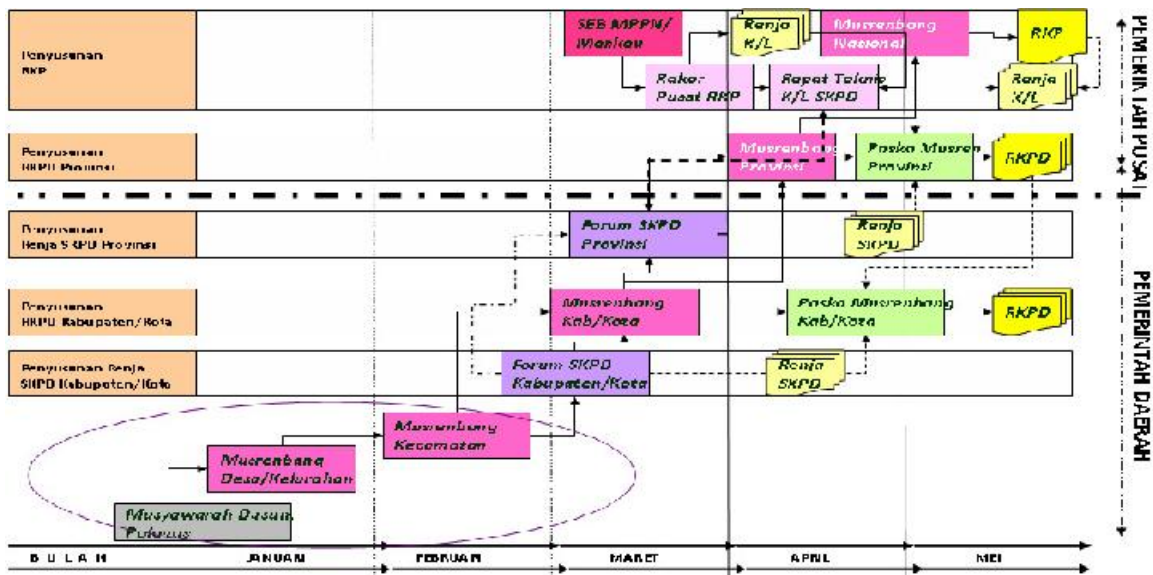 SEB MPPN/
Menkeu
Renja
K/L
Musrenbang
Nasional
RKP
Penyusunan
RKP
Raker
Pusat RKP
Rapat Teknis
K/L SKPD
Renja
K/L
PEMERINTAH PUSAT
Penyusunan
RKPD Provinsi
Musrenbang
Provinsi
Paska Musren
Provinsi
RKPD
Penyusunan
Renja SKPD Provinsi
Forum SKPD
Provinsi
Renja
SKPD
Penyusunan
RKPD Kabupaten/Kota
Musrenbang
Kab/Kota
Paska Musrenbang
Kab/Kota
RKPD
PEMERINTAH DAERAH
Penyusunan Renja
SKPD Kabupaten/Kota
Forum SKPD
Kabupaten/Kota
Renja
SKPD
Musrenbang
Kecamatan
Musrenbang
Desa/Kelurahan
Musyawarah Dusun,
BULAN JANUARI FEBRUARI MARET APRIL MEI